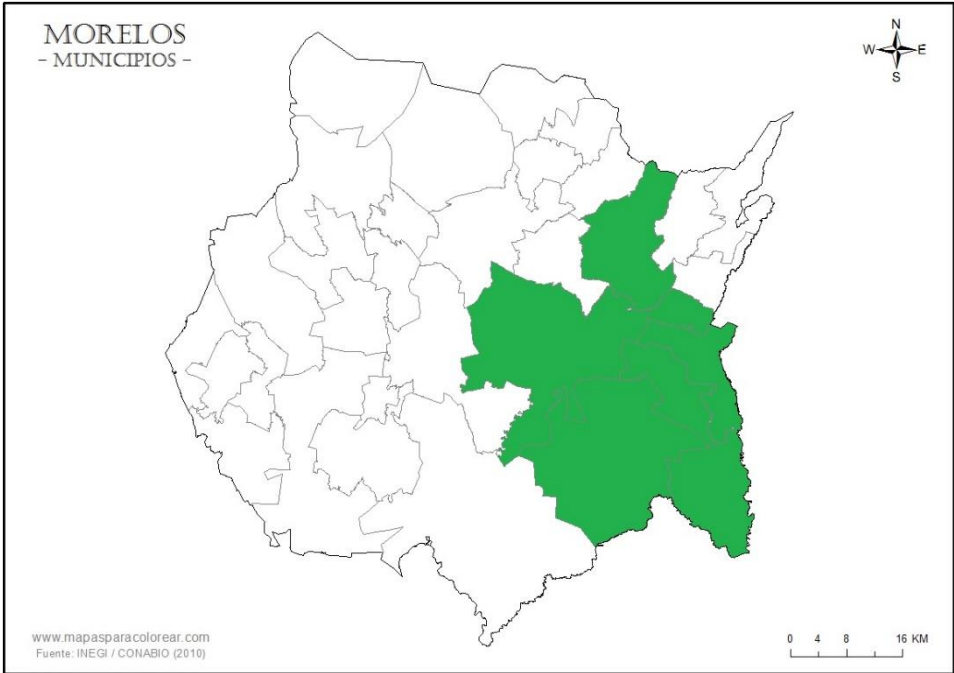 MORELOS
- MUNICIPIOS -
N
W E
S
www.mapasparacolorear.com
Fuente: INEGI / CONABIO (2010)
0 4 8 16 KM